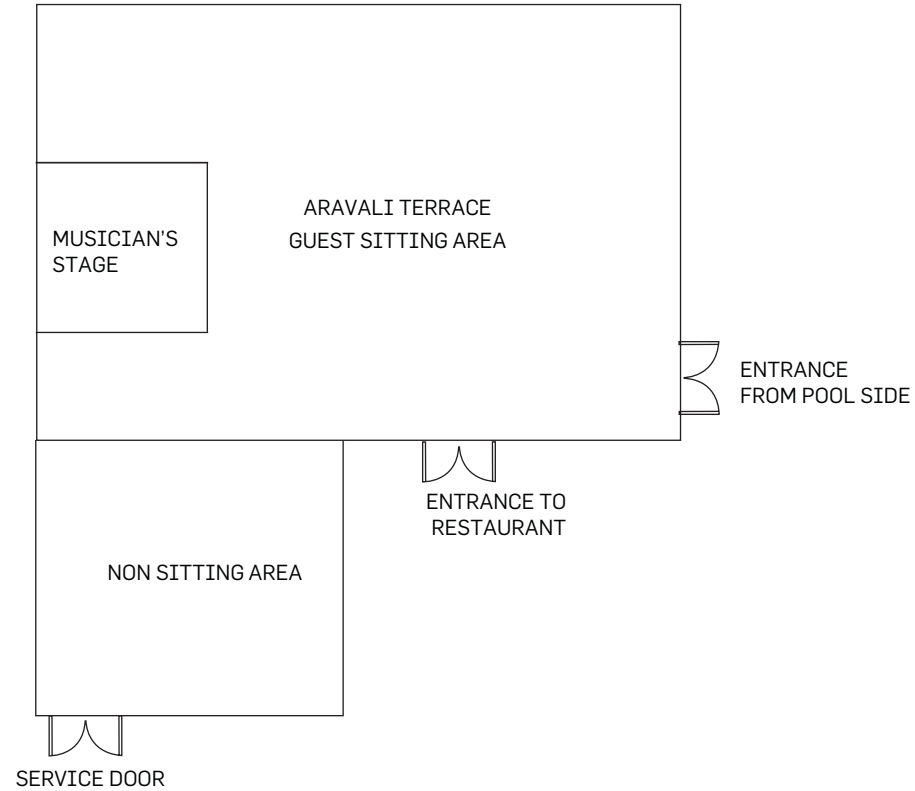 ARAVALI TERRACE
GUEST SITTING AREA
MUSICIAN'S
STAGE
ENTRANCE
FROM POOL SIDE
ENTRANCE TO
RESTAURANT
NON SITTING AREA
SERVICE DOOR